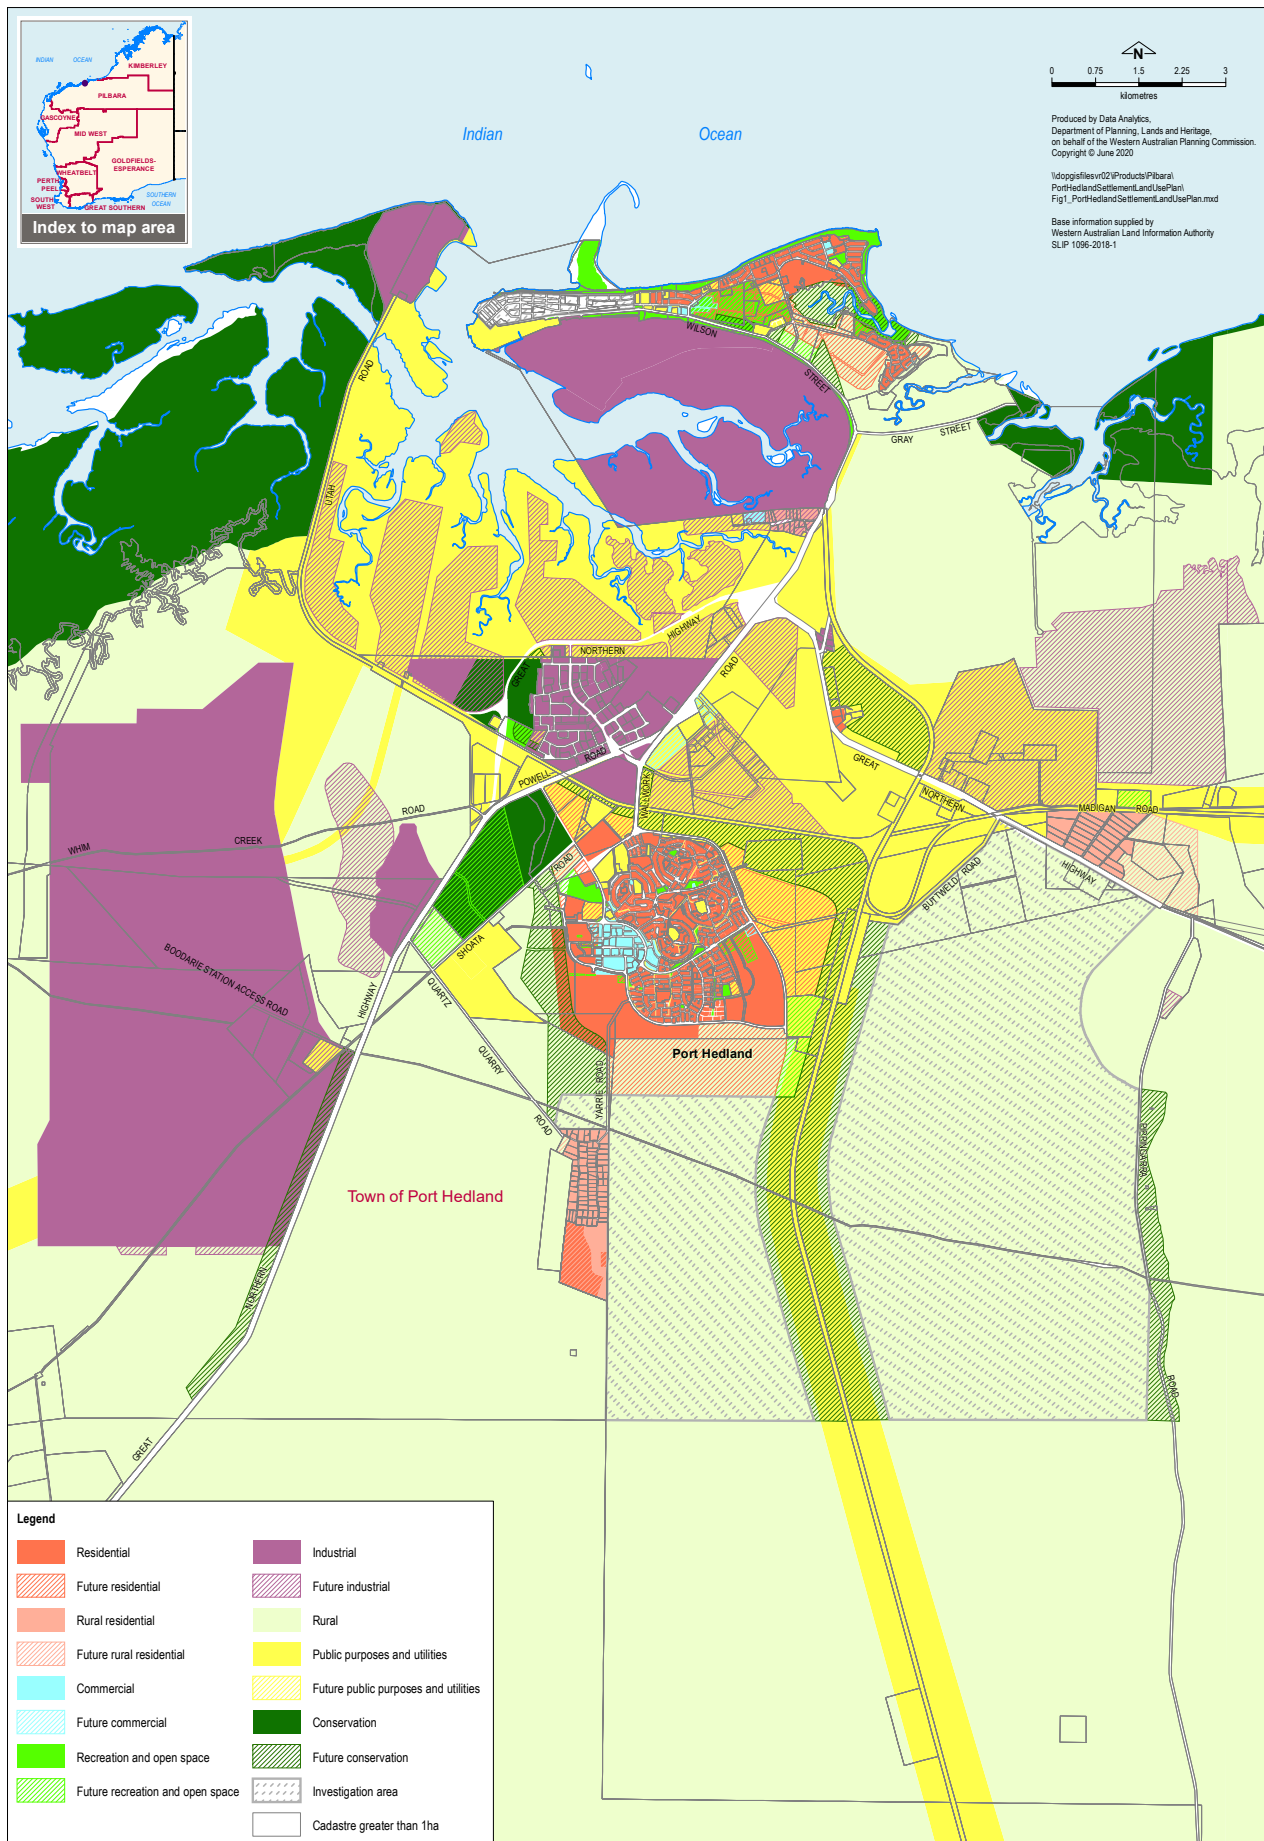 INDIAN OCEAN
KIMBERLEY
PILBARA
GASCOYNE
MID WEST
GOLDFIELDS-
ESPERANCE
WHEATBELT
PERTH
PEEL
SOUTH
WEST
GREAT SOUTHERN
SOUTHERN
OCEAN
Index to map area
N
0 0.75 1.5 2.25 3
kilometres
Produced by Data Analytics,
Department of Planning, Lands and Heritage,
on behalf of the Western Australian Planning Commission.
Copyright © June 2020
\\dopgisfilesvr02\Products\Pilbara\
PortHedlandSettlementLandUsePlan\
Fig1_PortHedlandSettlementLandUsePlan.mxd
Base information supplied by
Western Australian Land Information Authority
SLIP 1096-2018-1
Indian Ocean
WILSON
STREET
GRAY STREET
ROAD
UTAH
HIGHWAY
NORTHERN
GREAT
ROAD
ROAD
POWELL
WALLWORK
GREAT
NORTHERN
MADIGAN ROAD
HIGHWAY
BUTTWELD ROAD
WHIM CREEK ROAD
ROAD
SHOATA
BOODARIE STATION ACCESS ROAD
HIGHWAY
QUARTZ
QUARRY
ROAD
YARRIE ROAD
Port Hedland
PIPPINGARRA
ROAD
Town of Port Hedland
NORTHERN
GREAT
Legend
Residential
Future residential
Rural residential
Future rural residential
Commercial
Future commercial
Recreation and open space
Future recreation and open space
Industrial
Future industrial
Rural
Public purposes and utilities
Future public purposes and utilities
Conservation
Future conservation
Investigation area
Cadastre greater than 1ha